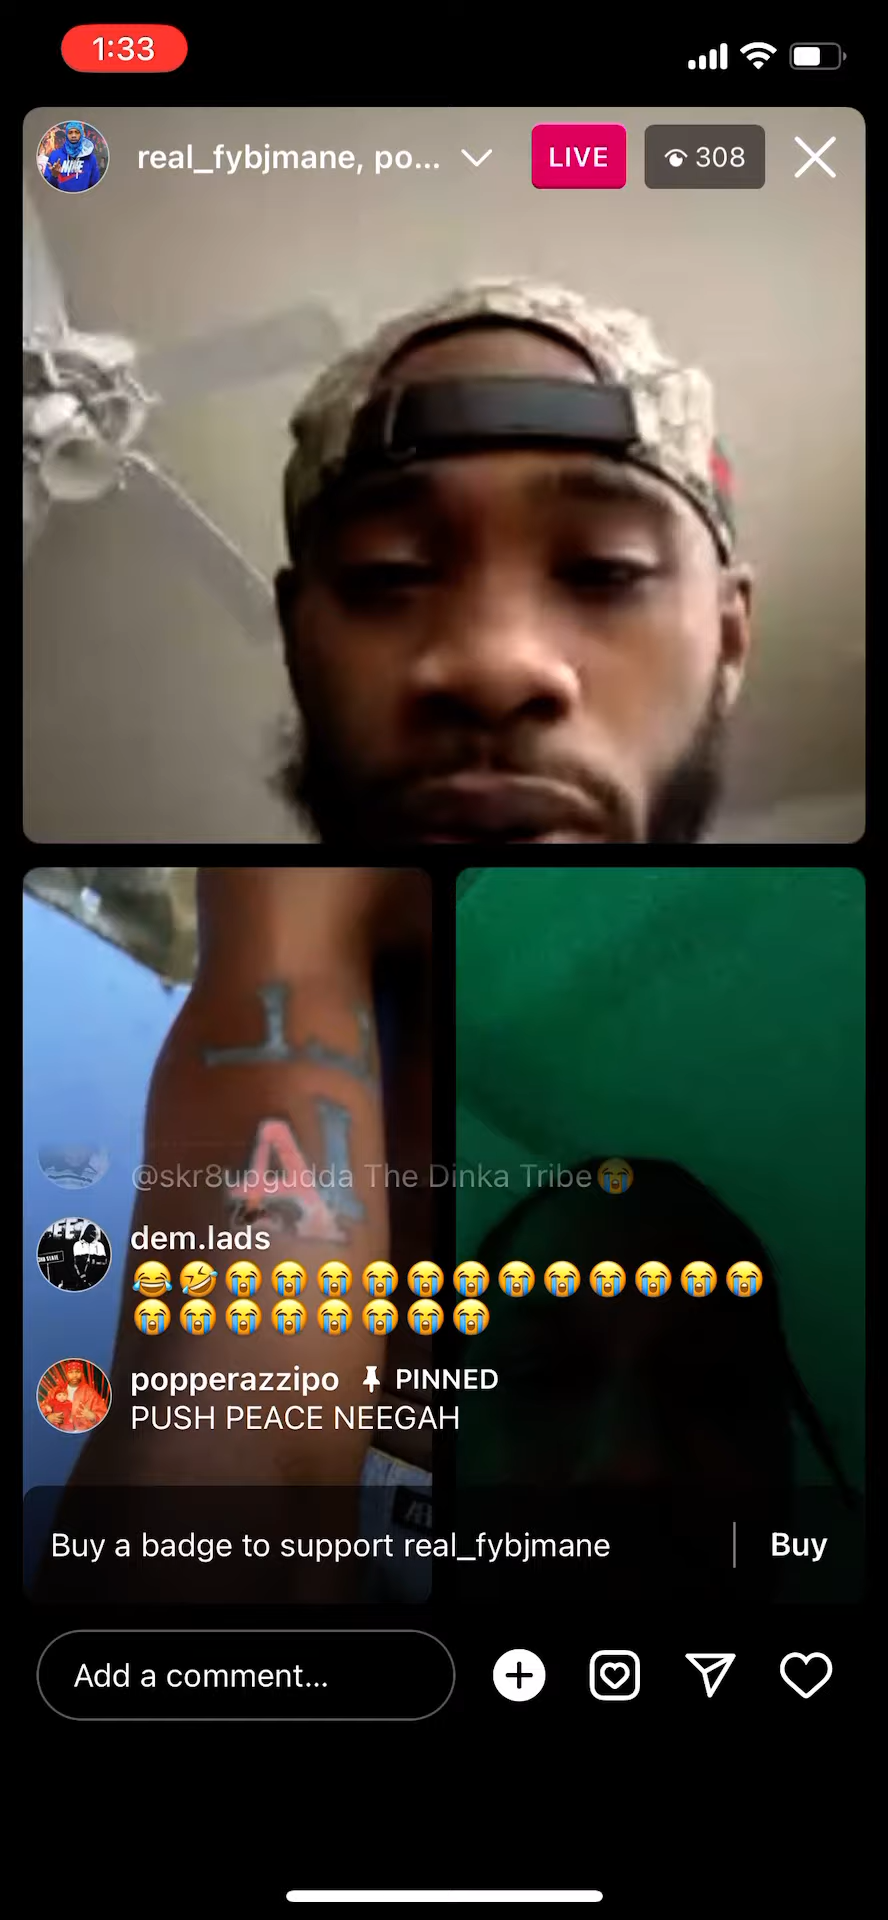 1:33
real_fybjmane, po...
LIVE
308
NIKE
@skr8upgudda The Dinka Tribe😭
dem.lads
😂🤣😭😭😭😭😭😭😭😭😭😭😭😭
😭😭😭😭😭😭😭😭
popperazzipo PINNED
PUSH PEACE NEEGAH
Buy a badge to support real_fybjmane
Buy
Add a comment...